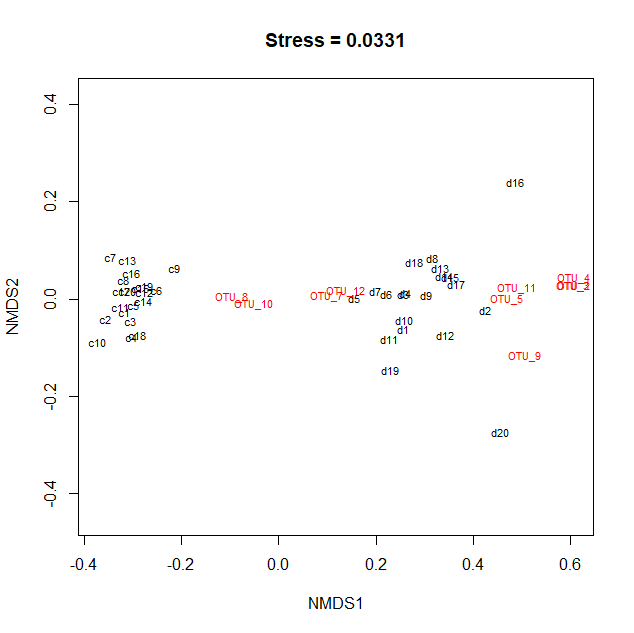 Stress = 0.0331
0.4
0.2
0.0
-0.2
-0.4
NMDS2
d16
c7
c13
c9
c16
c8
c19
c6
c12
c14
c5
c11
c1
c2
c3
c18
c10
d8
d18
d13
d15
d17
d7
d6
d9
d5
d2
d10
d1
d11
d12
d19
d20
OTU_4
OTU_2
OTU_11
OTU_5
OTU_12
OTU_7
OTU_8
OTU_10
OTU_9
-0.4 -0.2 0.0 0.2 0.4 0.6
NMDS1